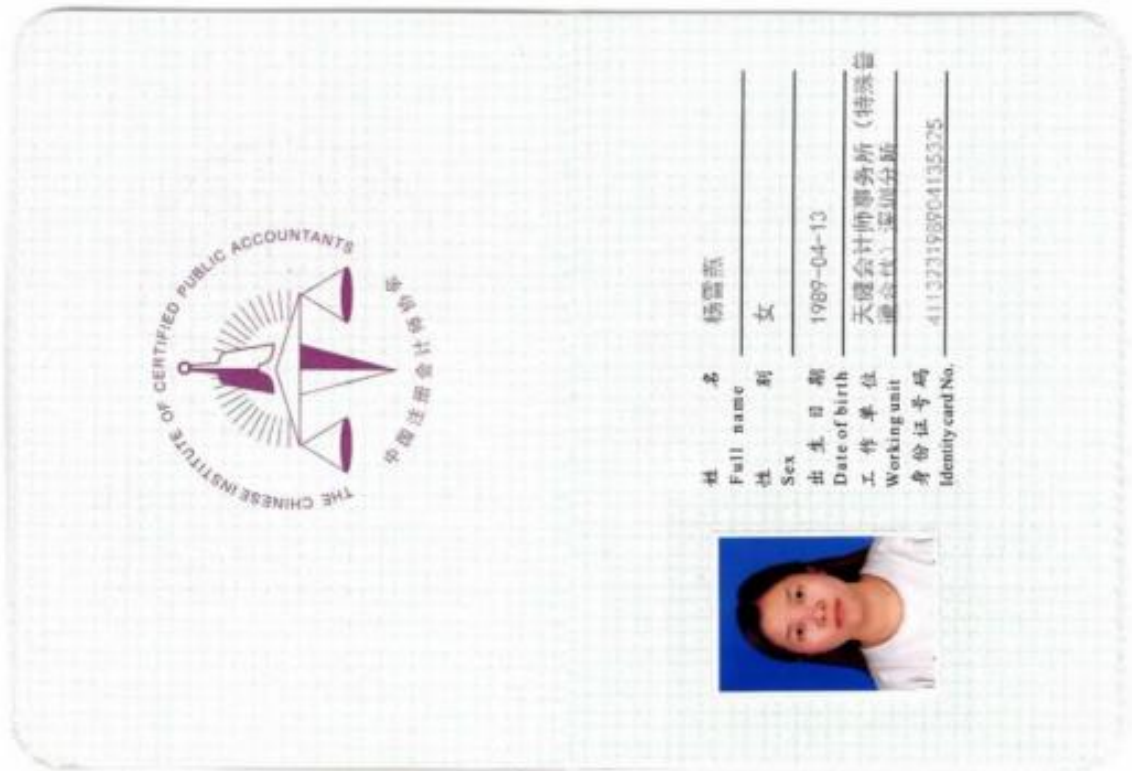 THE CHINESE INSTITUTE OF CERTIFIED PUBLIC ACCOUNTANTS
中国注册会计师协会
姓 名 杨雪燕
Full name
性 别 女
Sex
出 生 日 期 1989-04-13
Date of birth
工 作 单 位 天健会计师事务所（特殊普
通合伙）深圳分所
Working unit
身 份 证 号 码 411323198904135325
Identity card No.